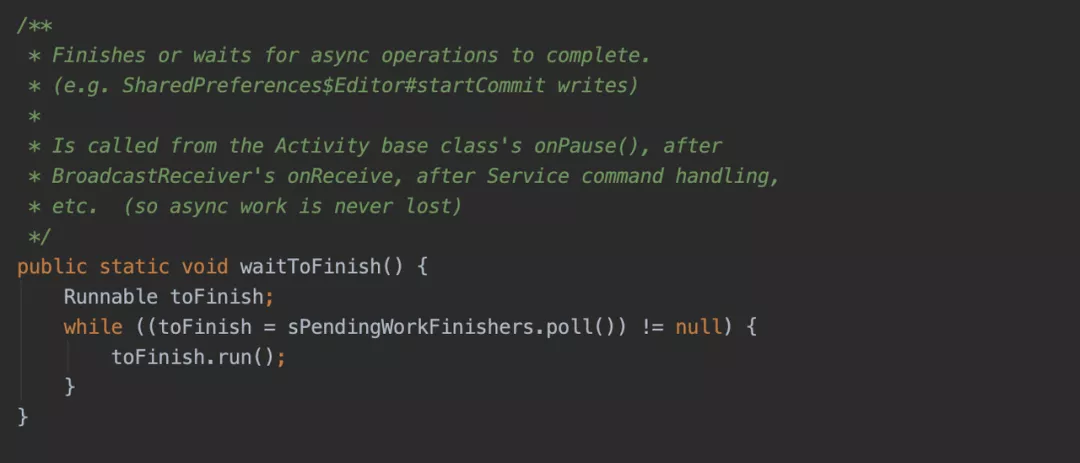 /**
 * Finishes or waits for async operations to complete.
 * (e.g. SharedPreferences$Editor#startCommit writes)
 *
 * Is called from the Activity base class's onPause(), after
 * BroadcastReceiver's onReceive, after Service command handling,
 * etc.  (so async work is never lost)
 */
public static void waitToFinish() {
    Runnable toFinish;
    while ((toFinish = sPendingWorkFinishers.poll()) != null) {
        toFinish.run();
    }
}